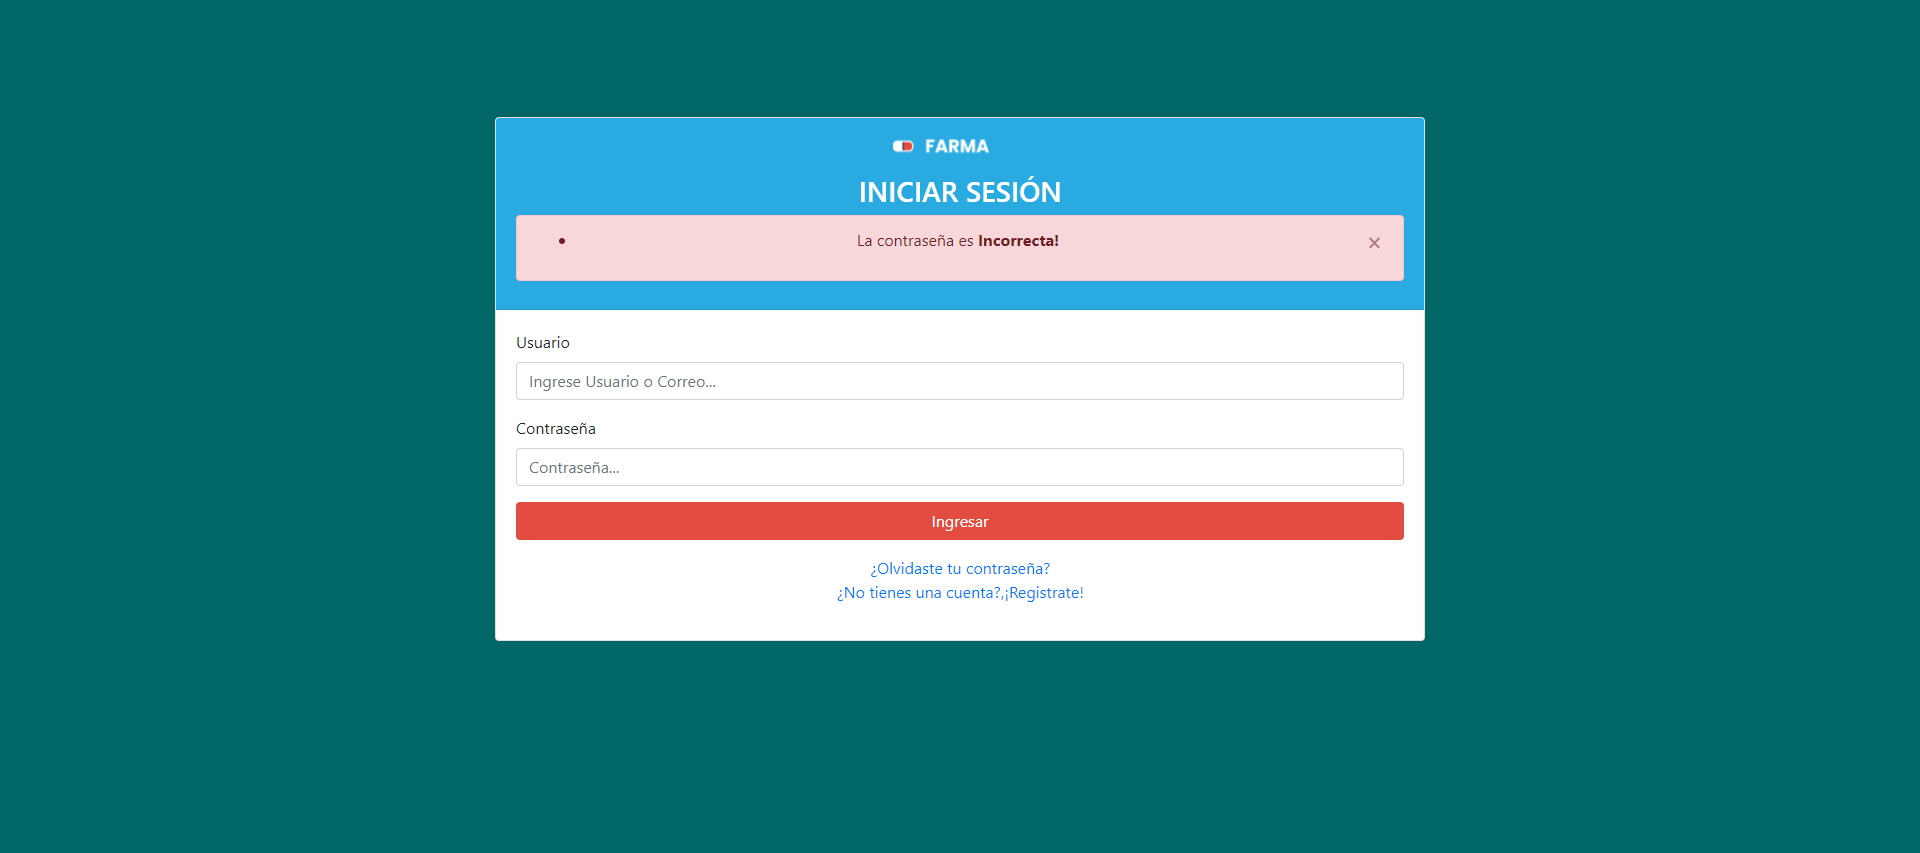 FARMA
INICIAR SESIÓN
• La contraseña es Incorrecta! ×
Usuario
Ingrese Usuario o Correo...
Contraseña
Contraseña...
Ingresar
¿Olvidaste tu contraseña?
¿No tienes una cuenta?,¡Registrate!